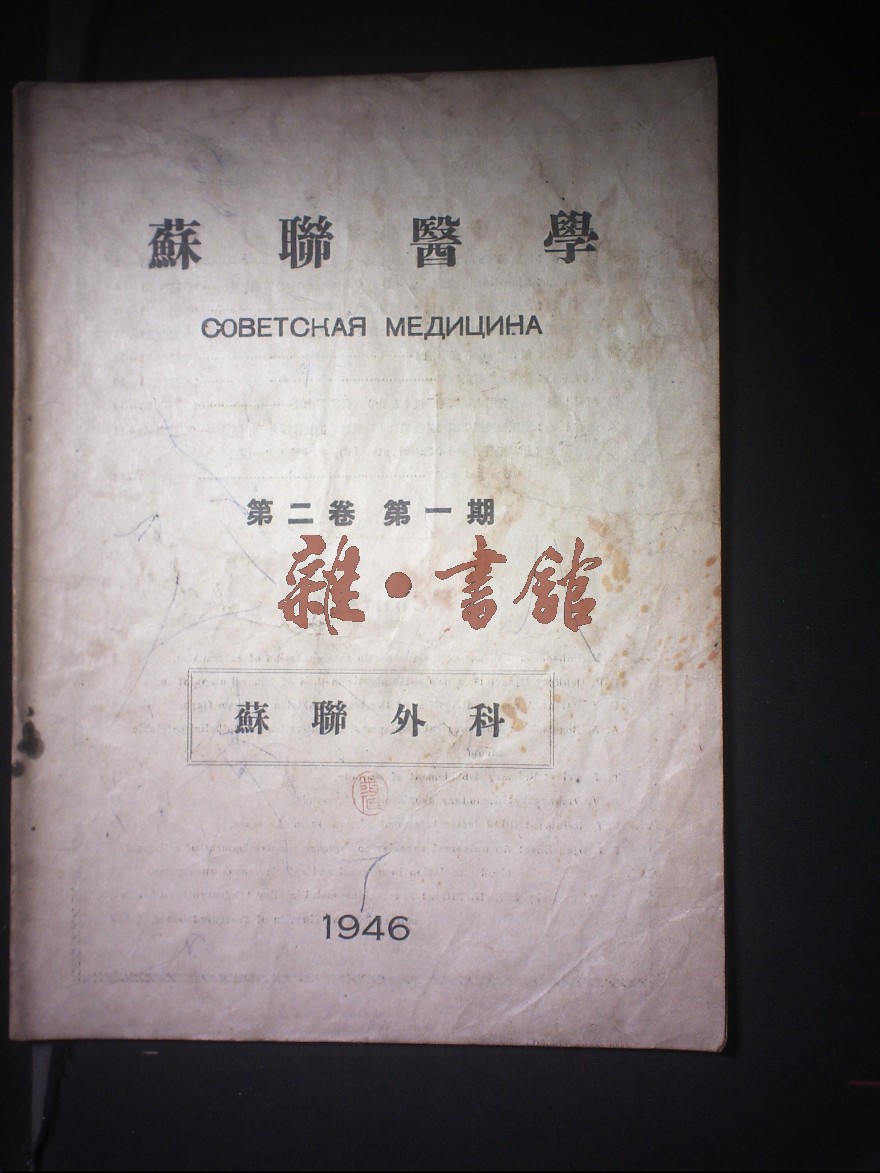 蘇聯醫學
СОВЕТСКАЯ МЕДИЦИНА
第二卷 第一期
雜·書館
蘇聯外科
1946